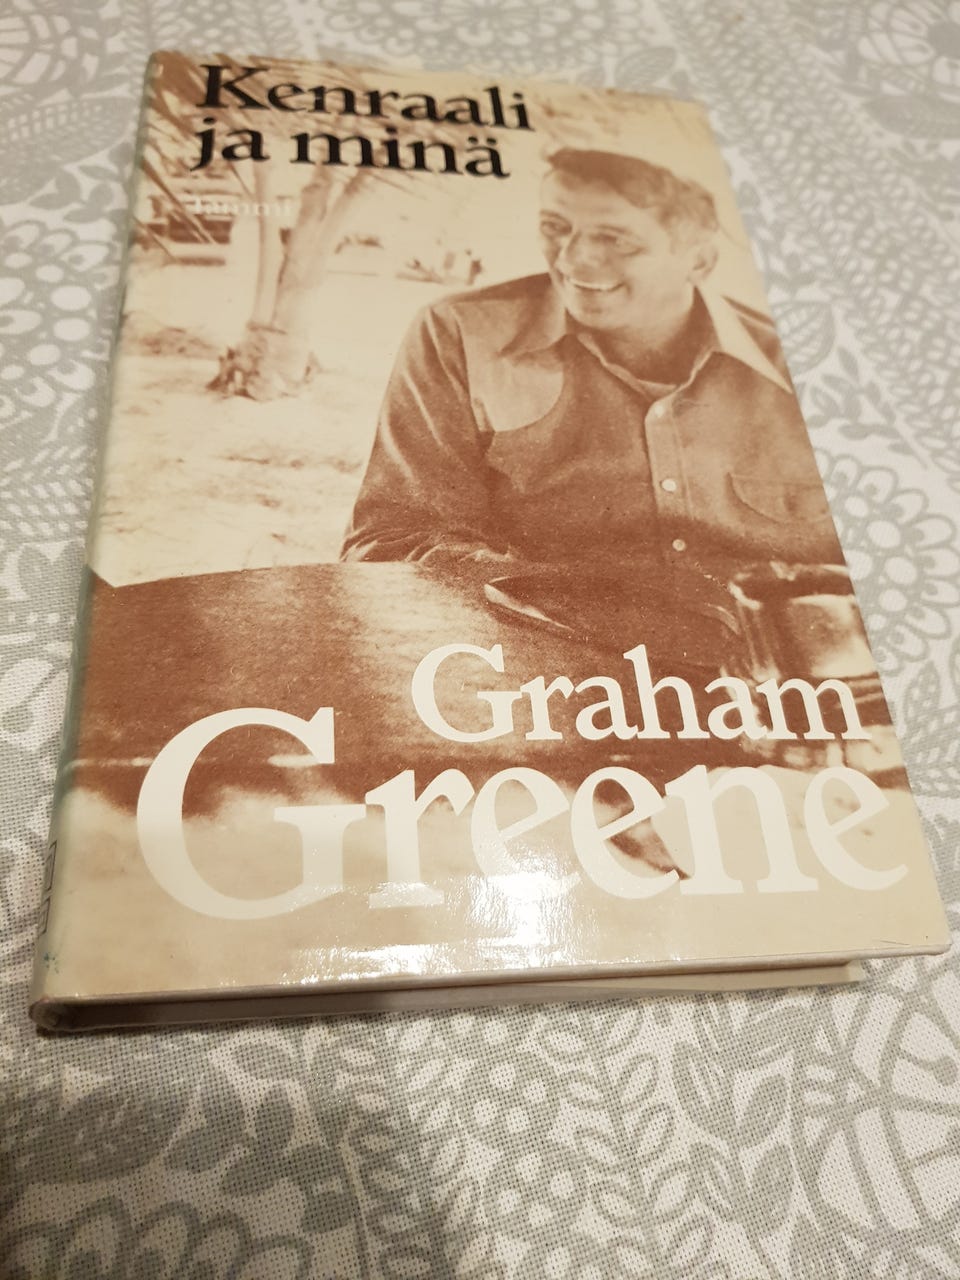 Kenraali
ja minä
Tammi
Graham
Greene